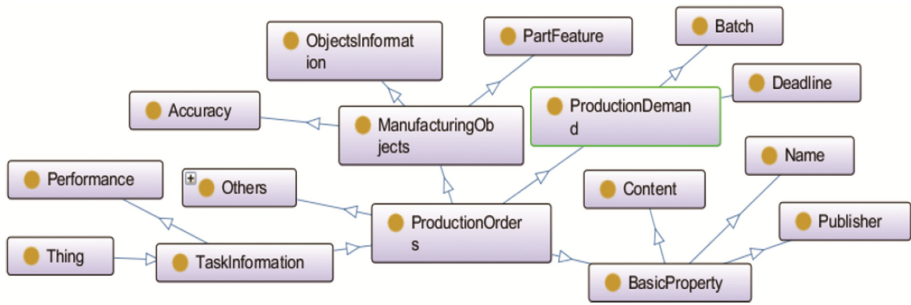 Batch
ObjectsInformat
ion
PartFeature
Deadline
Accuracy
ManufacturingOb
jects
ProductionDeman
d
Name
Performance
Others
Content
ProductionOrder
s
Publisher
Thing
TaskInformation
BasicProperty